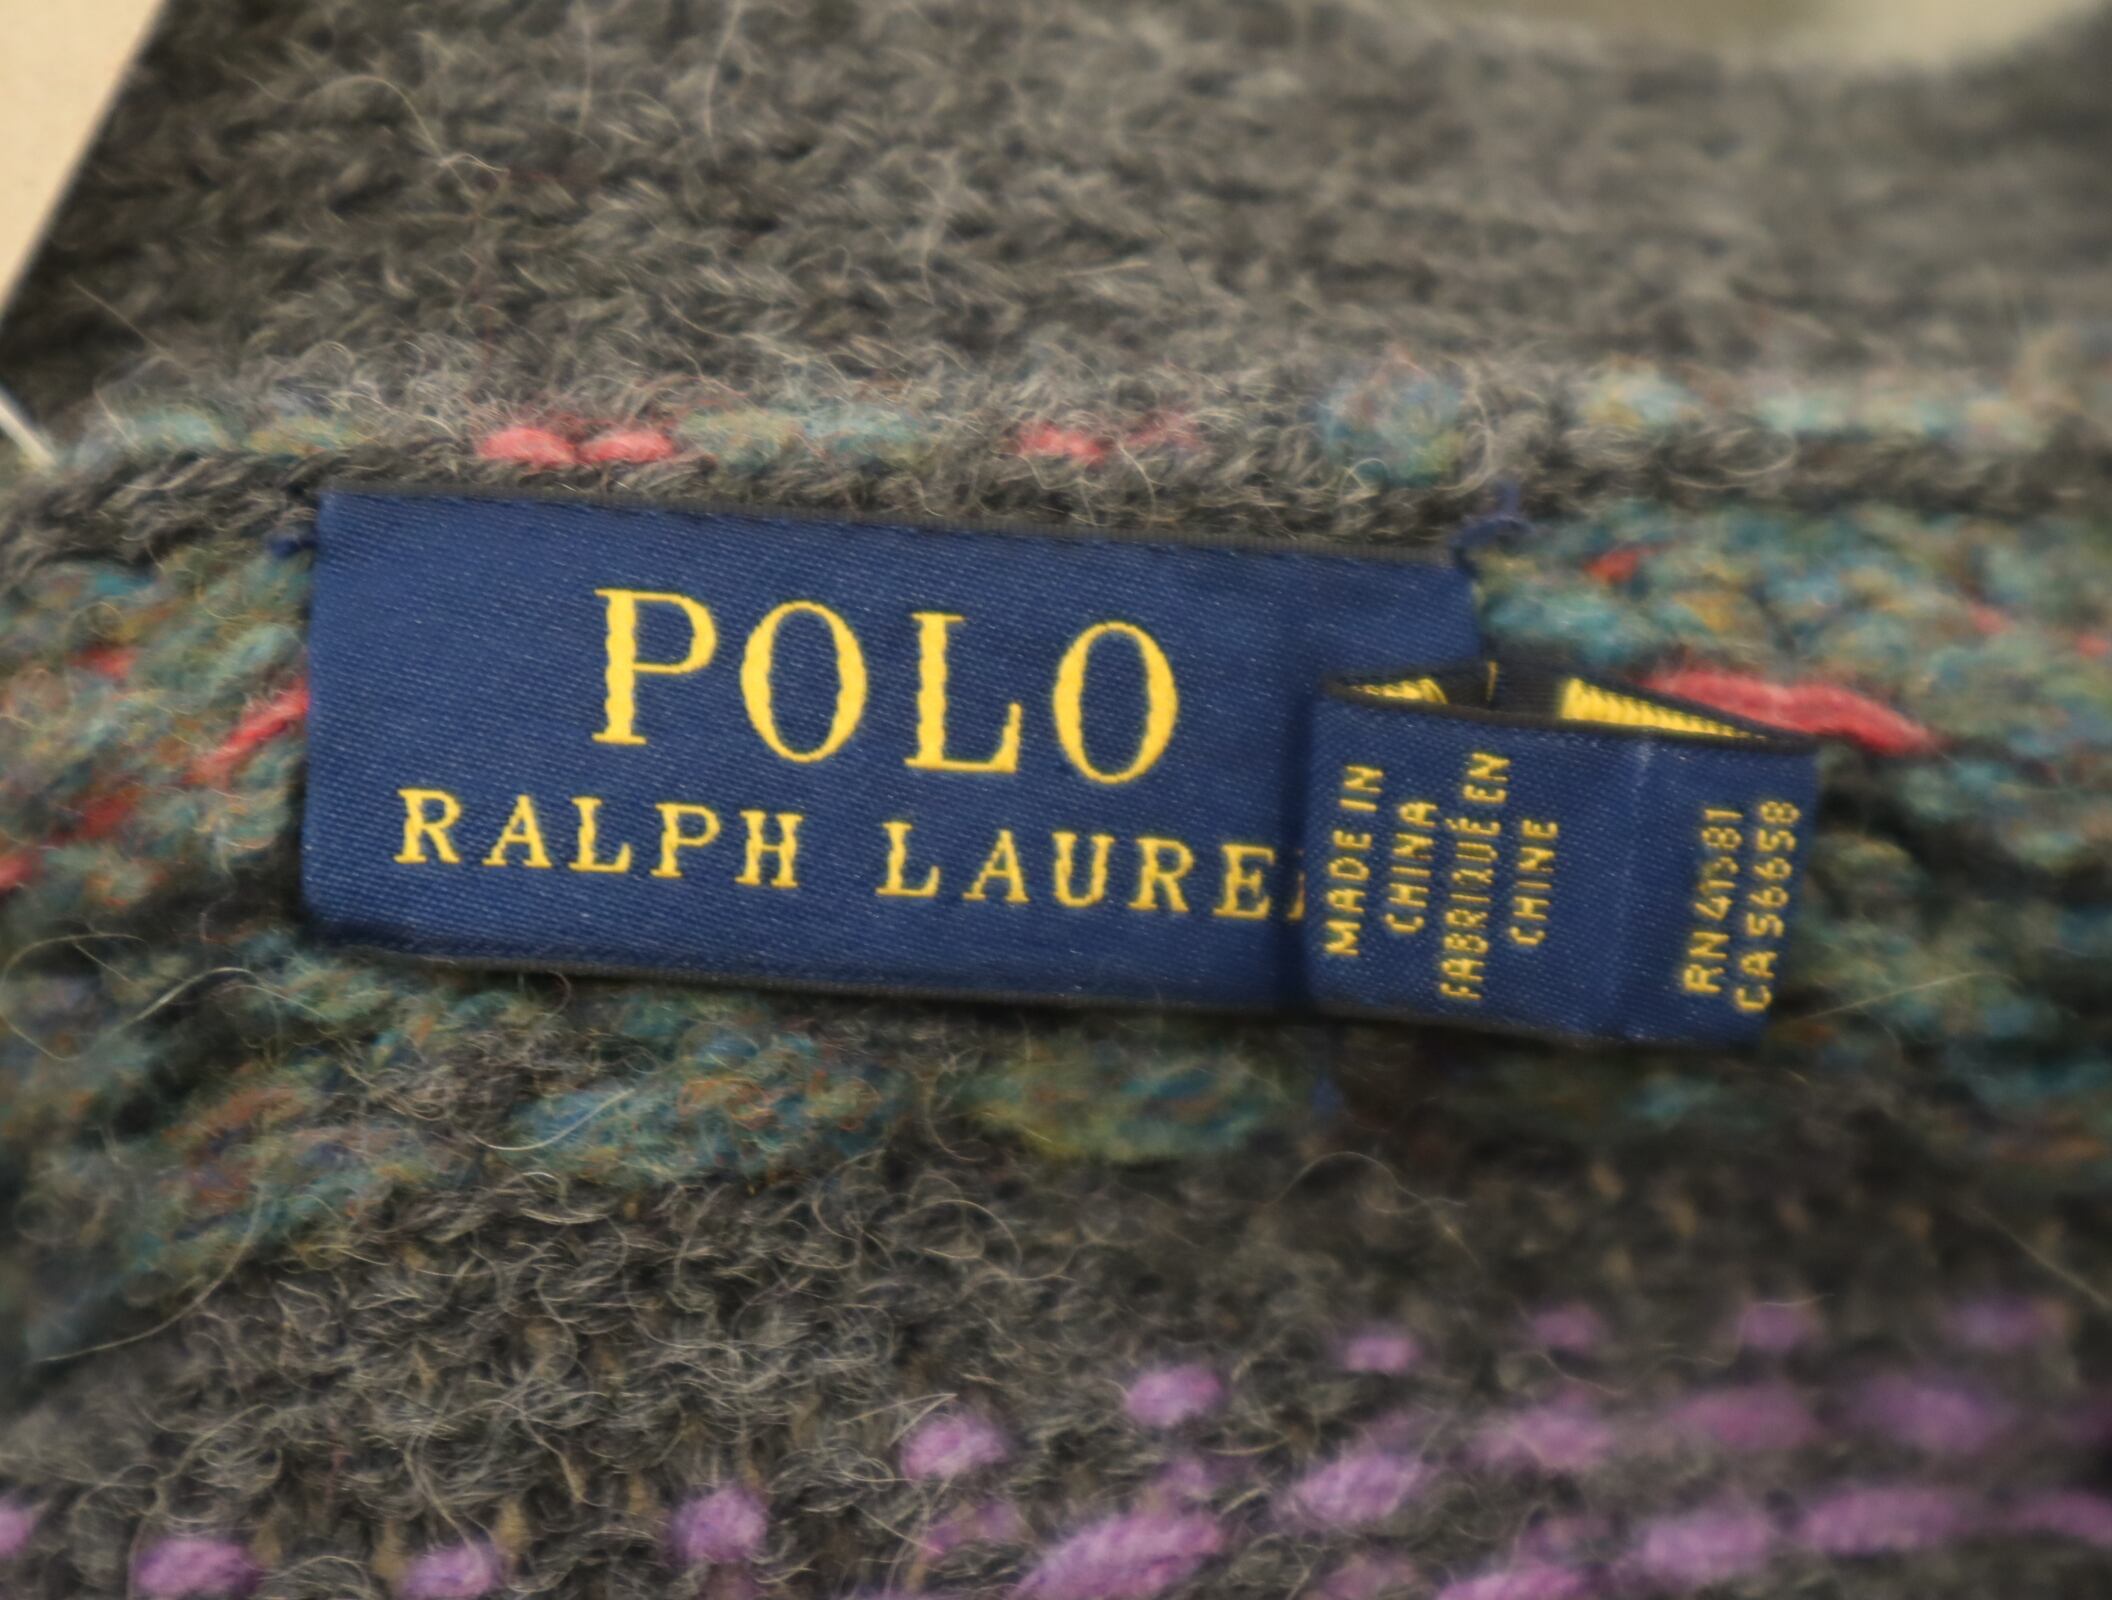 POLO
RALPH LAURE
MADE IN
CHINA
FABRIQUÉ EN
CHINE
RN 41381
CA 56658